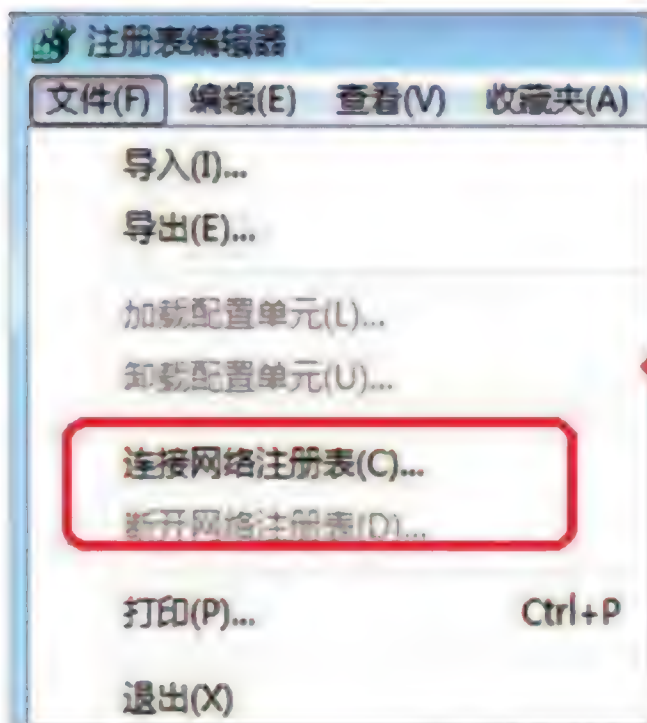 注册表编辑器
文件(F) 编辑(E) 查看(V) 收藏夹(A)
导入(I)...
导出(E)...
加载配置单元(L)...
卸载配置单元(U)...
连接网络注册表(C)...
断开网络注册表(D)...
打印(P)... Ctrl+P
退出(X)